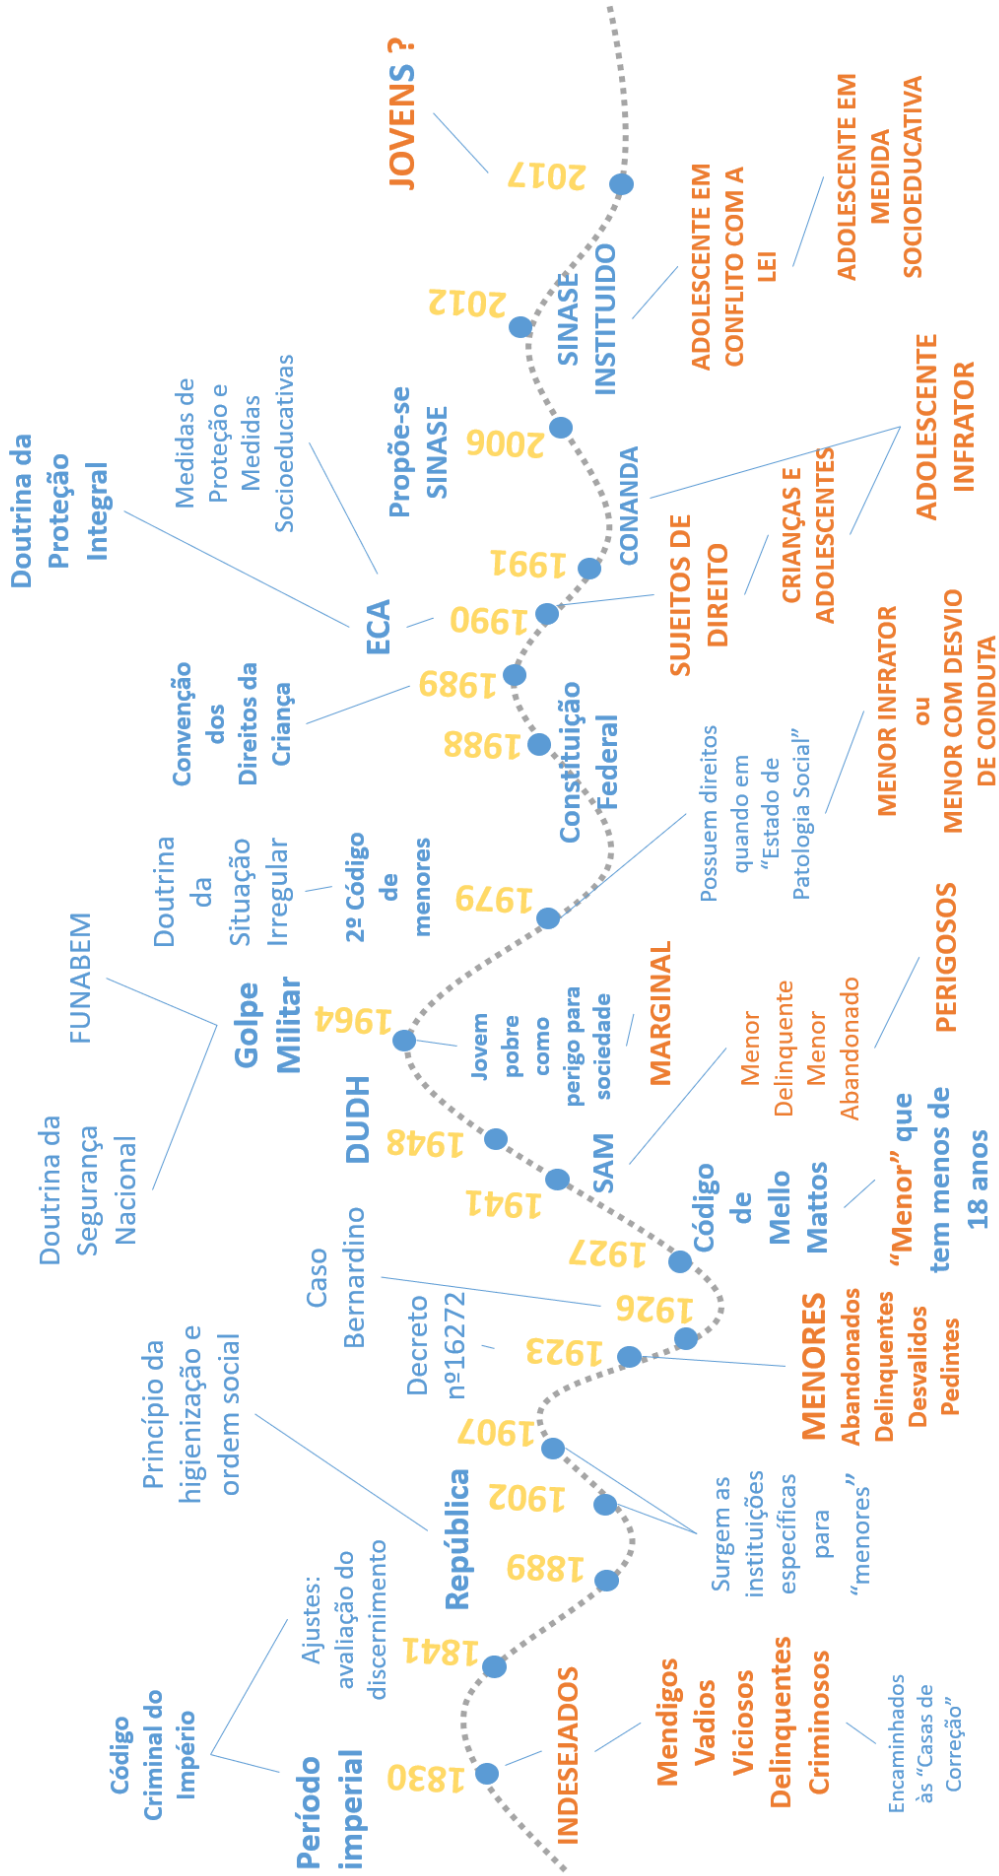 Código
Criminal do
Império
Período
imperial
1830
INDESEJADOS
Mendigos
Vadios
Viciosos
Delinquentes
Criminosos
Encaminhados
às “Casas de
Correção”
Ajustes:
avaliação do
discernimento
1841
Princípio da
higienização e
ordem social
República
1889
1902
1907
Surgem as
instituições
específicas
para
“menores”
Decreto
nº16272
1923
MENORES
Abandonados
Delinquentes
Desvalidos
Pedintes
Caso
Bernardino
1926
1927
Código
de
Mello
Mattos
“Menor” que
tem menos de
18 anos
1941
SAM
Menor
Delinquente
Menor
Abandonado
PERIGOSOS
DUDH
1948
Doutrina da
Segurança
Nacional
FUNABEM
Golpe
Militar
1964
Jovem
pobre como
perigo para
sociedade
MARGINAL
Doutrina
da
Situação
Irregular
2º Código
de
menores
1979
Possuem direitos
quando em
“Estado de
Patologia Social”
MENOR INFRATOR
ou
MENOR COM DESVIO
DE CONDUTA
1988
Constituição
Federal
Convenção
dos
Direitos da
Criança
1989
Doutrina da
Proteção
Integral
Medidas de
Proteção e
Medidas
Socioeducativas
ECA
1990
SUJEITOS DE
DIREITO
CRIANÇAS E
ADOLESCENTES
1991
CONANDA
ADOLESCENTE
INFRATOR
Propõe-se
SINASE
2006
2012
SINASE
INSTITUIDO
ADOLESCENTE EM
CONFLITO COM A
LEI
ADOLESCENTE EM
MEDIDA
SOCIOEDUCATIVA
2017
JOVENS ?